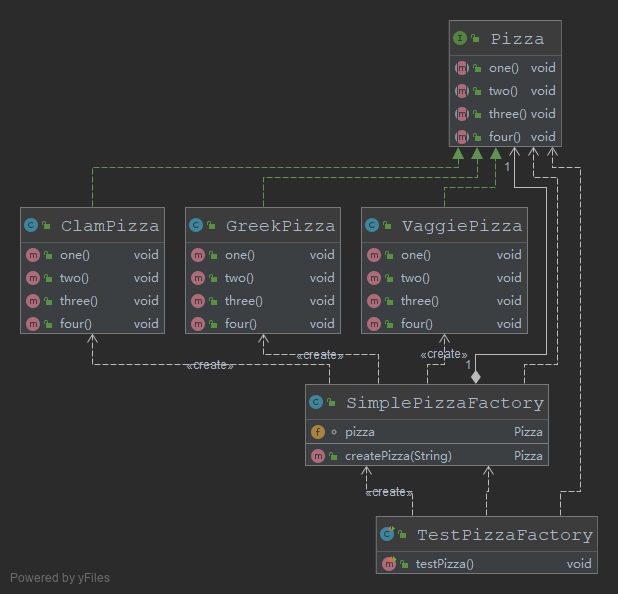 Pizza
one() void
two() void
three() void
four() void
1
ClamPizza
one() void
two() void
three() void
four() void
GreekPizza
one() void
two() void
three() void
four() void
VaggiePizza
one() void
two() void
three() void
four() void
«create»
«create»
«create»
1
SimplePizzaFactory
pizza Pizza
createPizza(String) Pizza
«create»
TestPizzaFactory
testPizza() void
Powered by yFiles